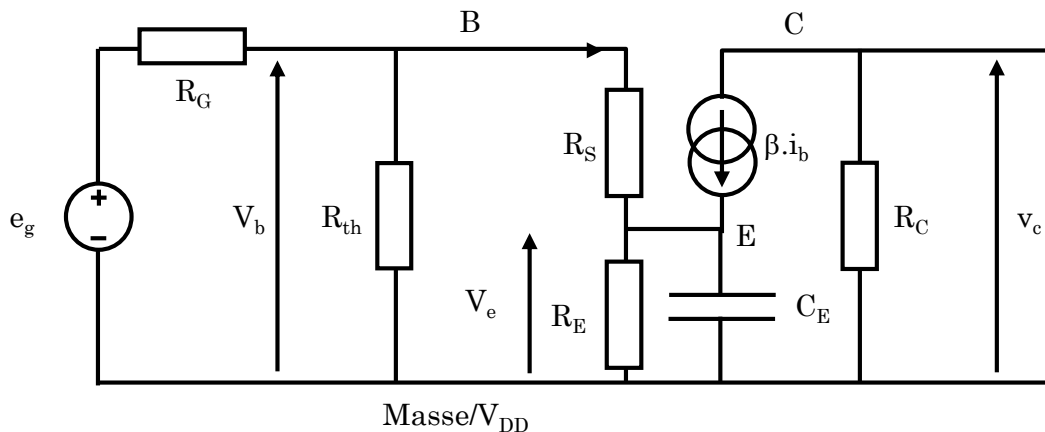 B
C
R_G
R_S
β.i_b
e_g
V_b
R_th
E
R_C
v_c
V_e
R_E
C_E
Masse/V_DD